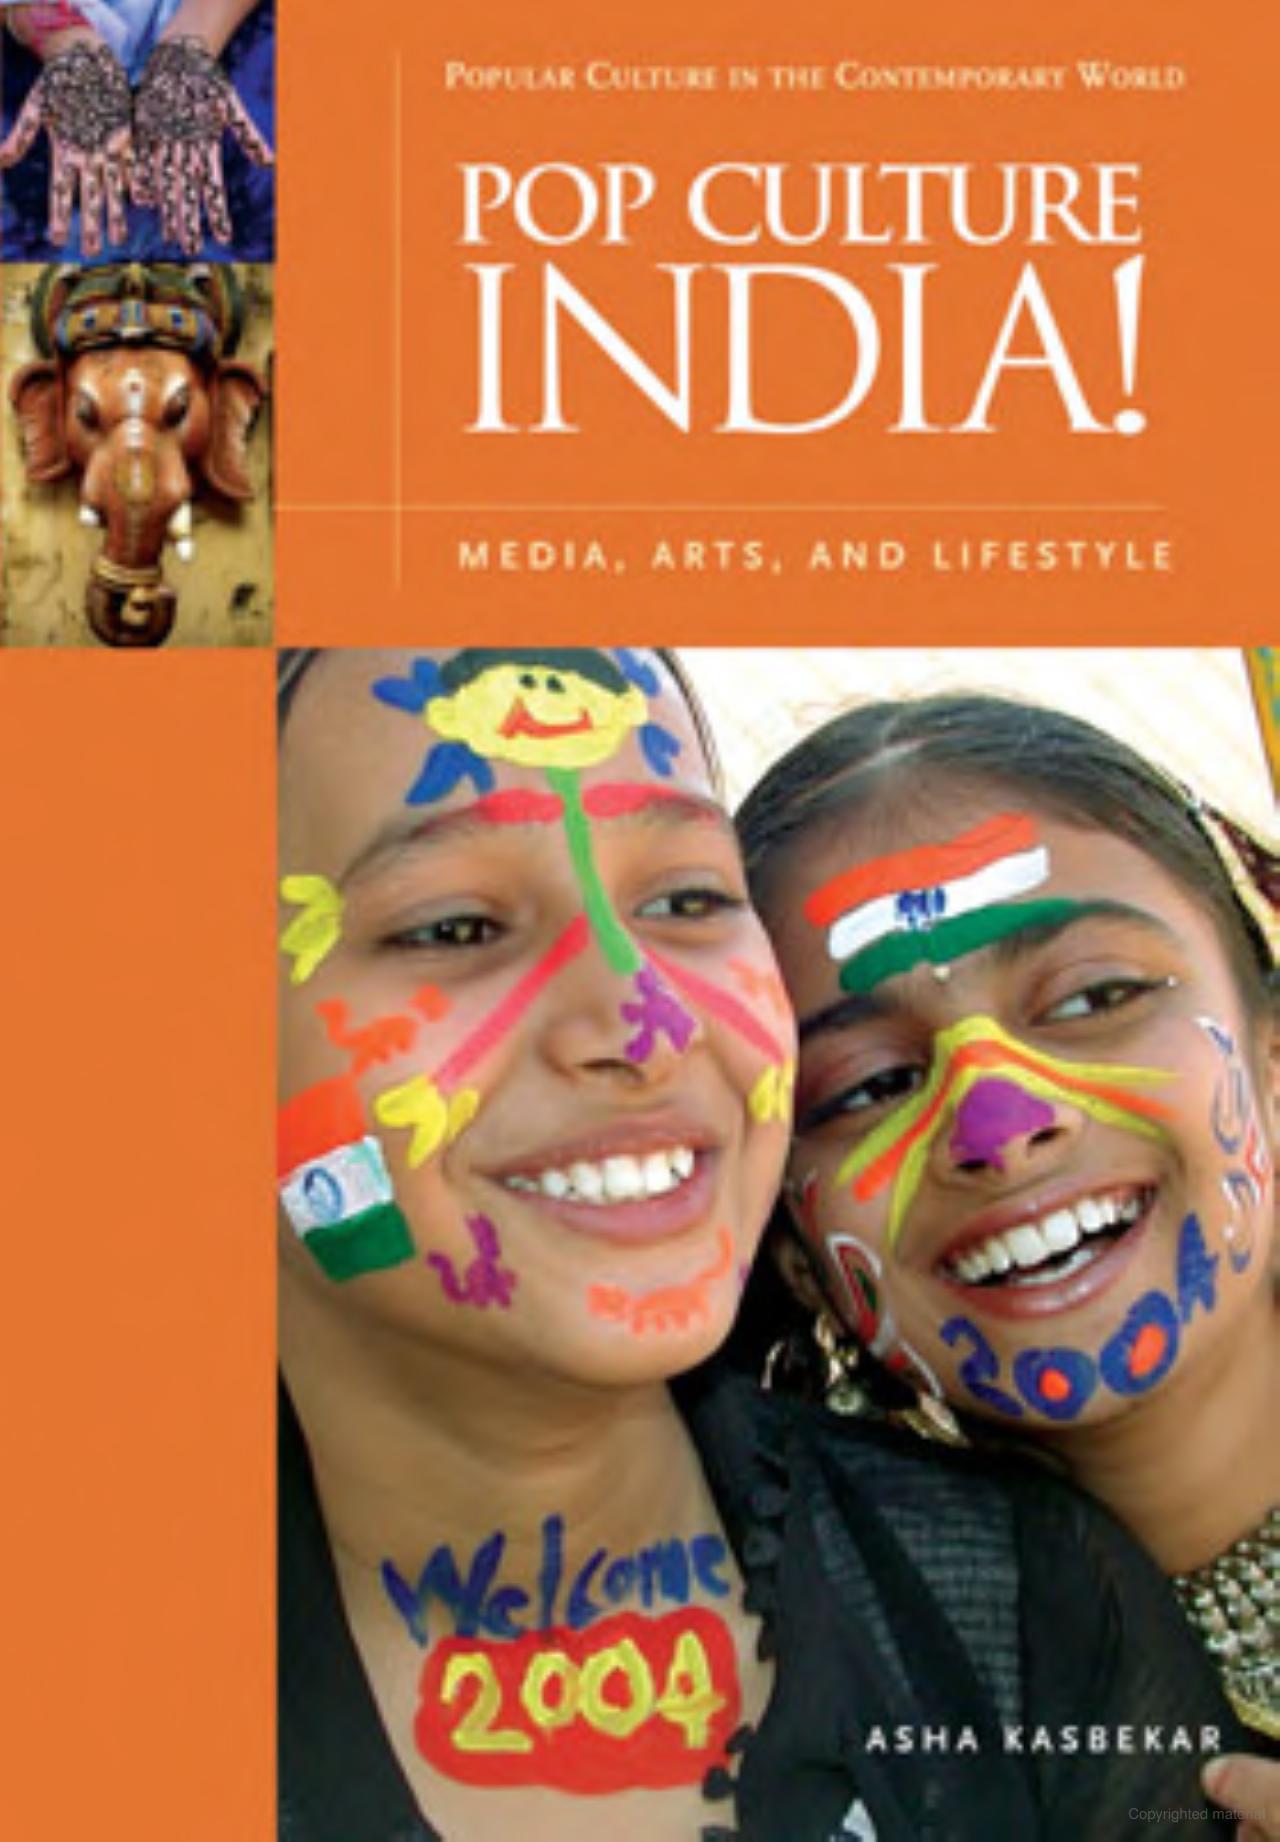 POPULAR CULTURE IN THE CONTEMPORARY WORLD
POP CULTURE
INDIA!
MEDIA, ARTS, AND LIFESTYLE
2004
Welcome
2004
ASHA KASBEKAR
Copyrighted material